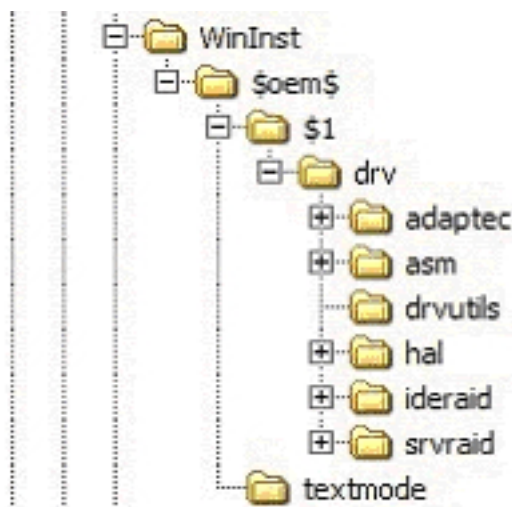 WinInst
$oem$
$1
drv
adaptec
asm
drvutils
hal
ideraid
srvraid
textmode